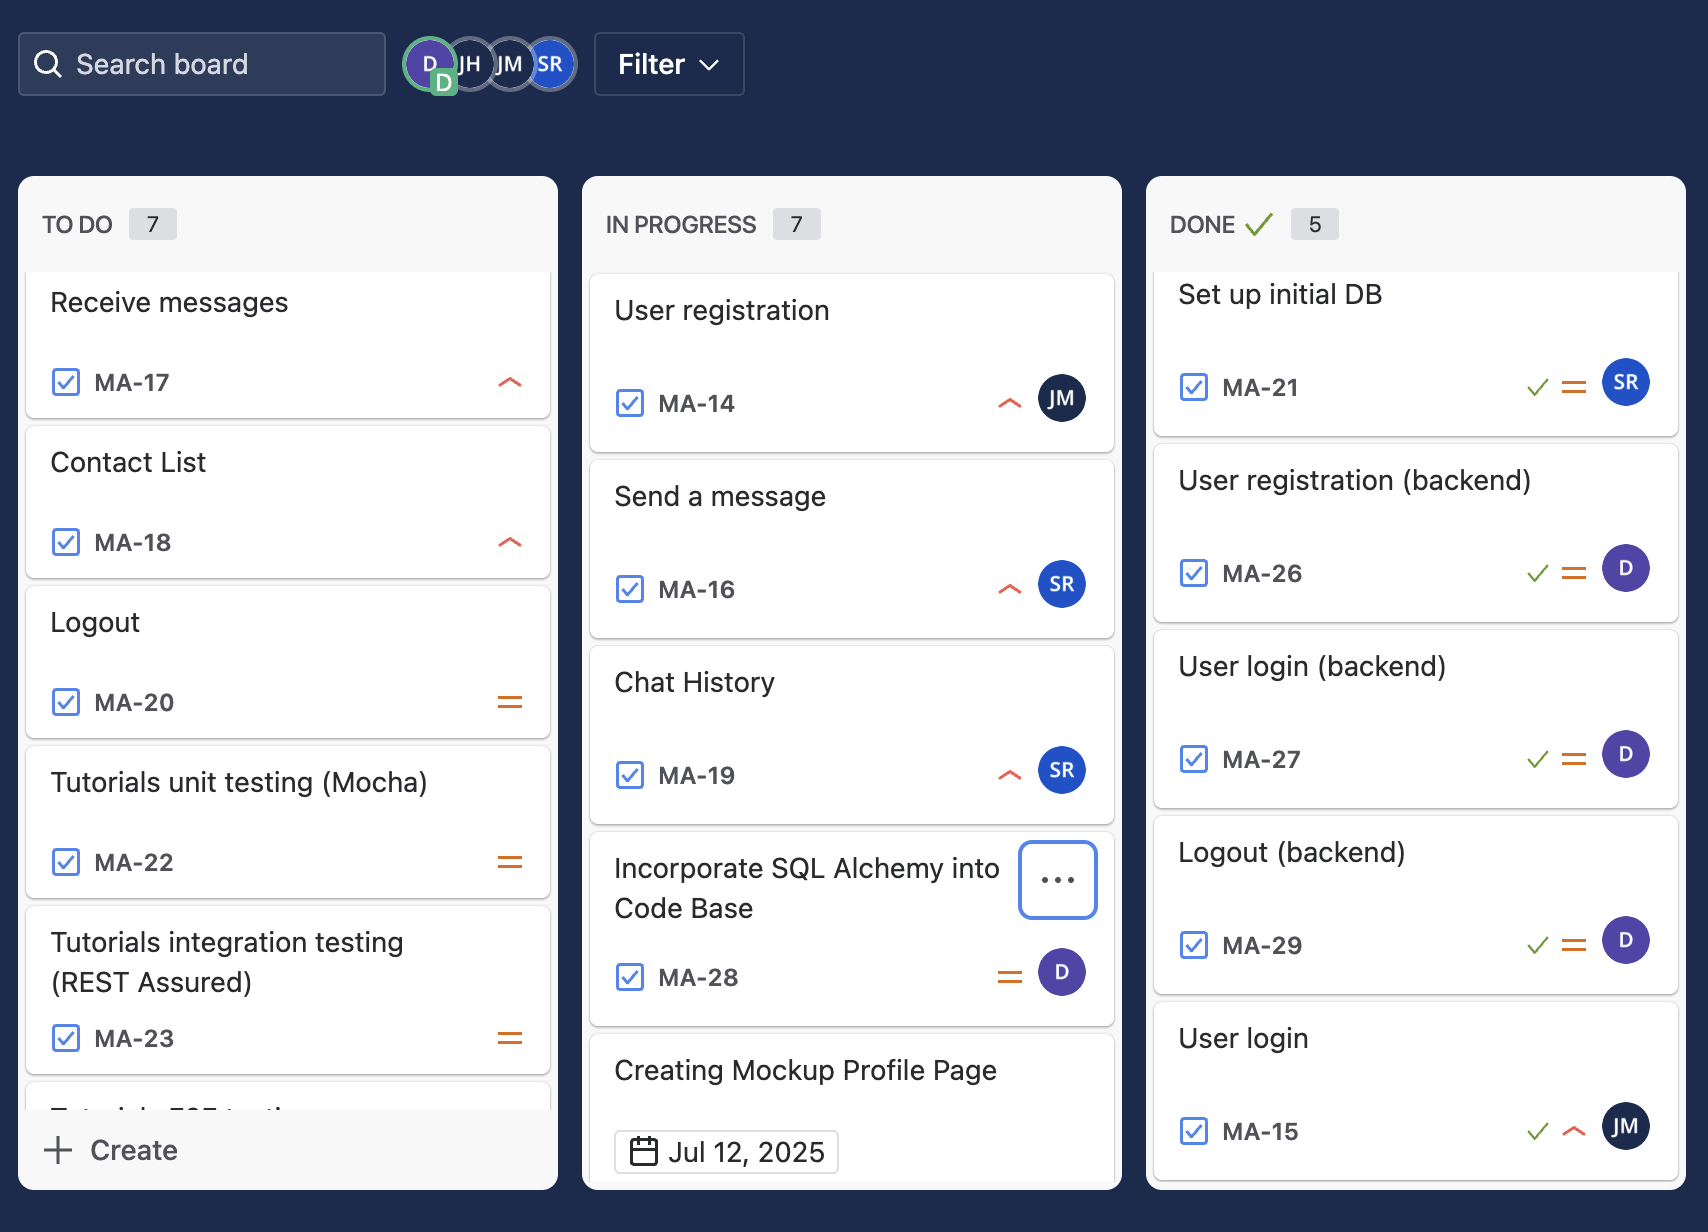 Search board
D
D
JH
JM
SR
Filter
TO DO 7
Receive messages
MA-17
Contact List
MA-18
Logout
MA-20
Tutorials unit testing (Mocha)
MA-22
Tutorials integration testing
(REST Assured)
MA-23
Create
IN PROGRESS 7
User registration
MA-14
JM
Send a message
MA-16
SR
Chat History
MA-19
SR
Incorporate SQL Alchemy into
Code Base
MA-28
D
Creating Mockup Profile Page
Jul 12, 2025
DONE 5
Set up initial DB
MA-21
SR
User registration (backend)
MA-26
D
User login (backend)
MA-27
D
Logout (backend)
MA-29
D
User login
MA-15
JM